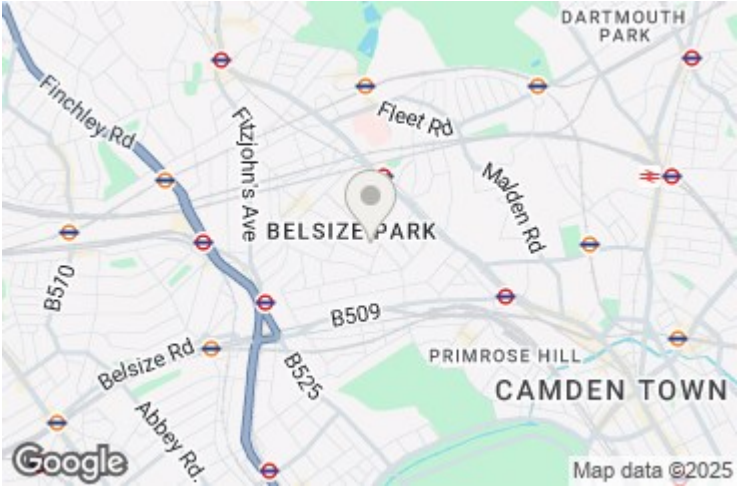 DARTMOUTH
PARK
Finchley Rd
Fitzjohn's Ave
Fleet Rd
Malden Rd
BELSIZE PARK
B570
B509
Belsize Rd
B525
PRIMROSE HILL
CAMDEN TOWN
Abbey Rd.
Google
Map data ©2025